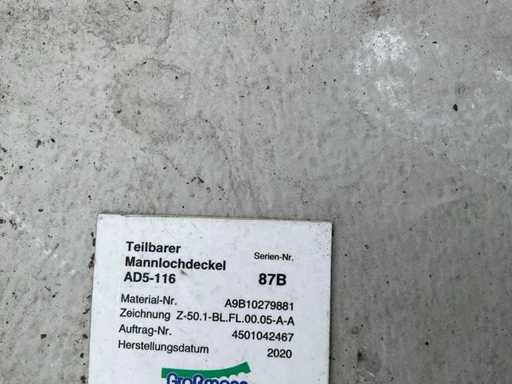 Teilbarer
Mannlochdeckel Serien-Nr.
AD5-116 87B
Material-Nr. A9B10279881
Zeichnung Z-50.1-BL.FL.00.05-A-A
Auftrag-Nr. 4501042467
Herstellungsdatum 2020